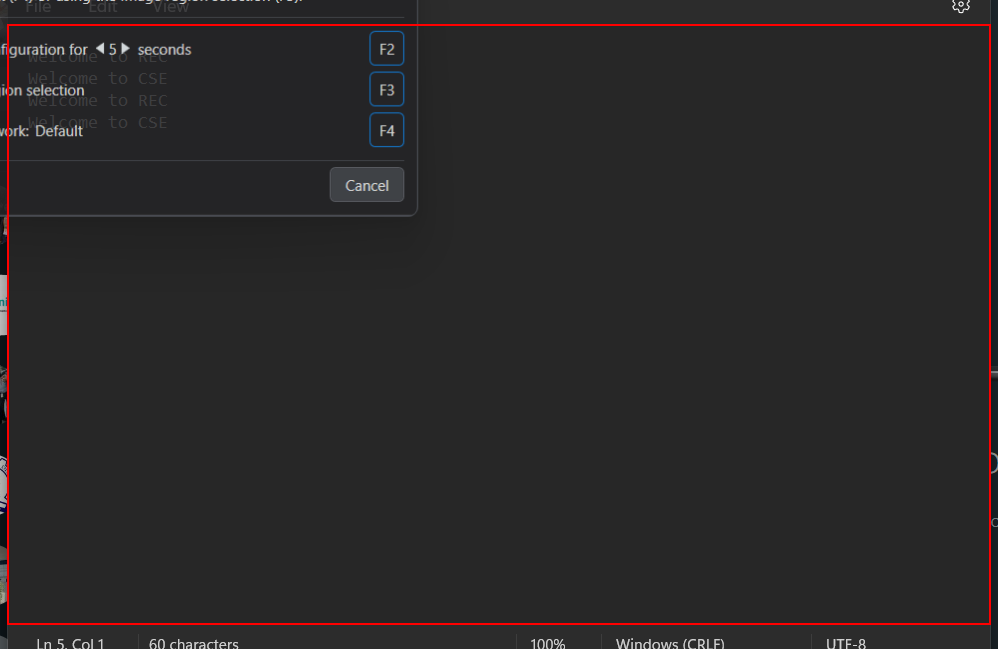 File Edit View
figuration for 5 seconds F2
Welcome to REC
Welcome to CSE
ion selection F3
Welcome to REC
Welcome to CSE
work: Default F4
Cancel
Ln 5, Col 1 60 characters 100% Windows (CRLF) UTF-8